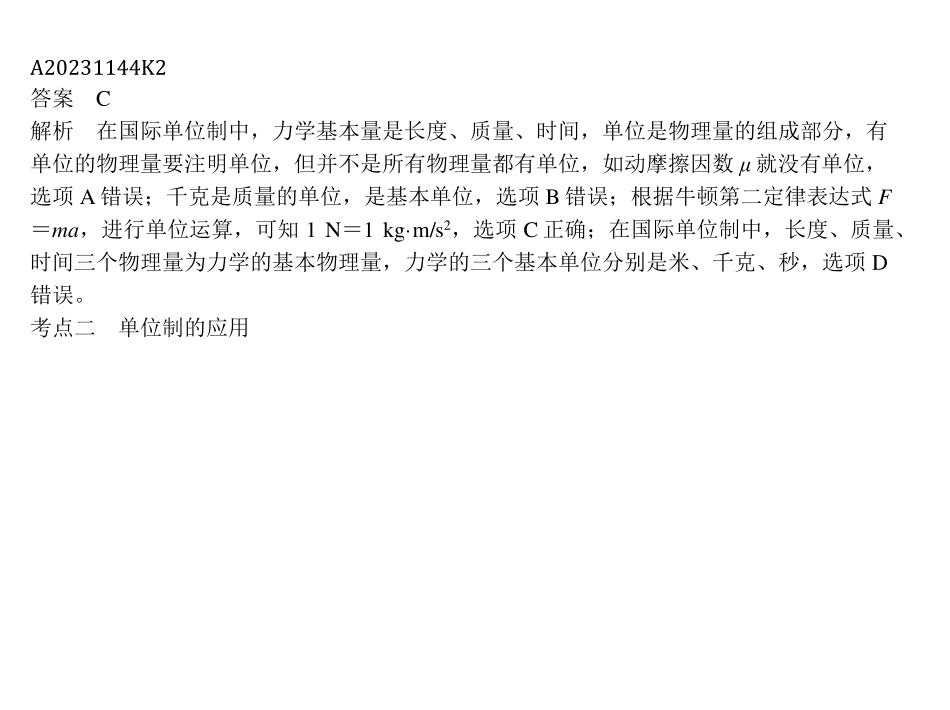 A20231144K2
答案　C
解析　在国际单位制中，力学基本量是长度、质量、时间，单位是物理量的组成部分，有
单位的物理量要注明单位，但并不是所有物理量都有单位，如动摩擦因数 μ 就没有单位，
选项 A 错误；千克是质量的单位，是基本单位，选项 B 错误；根据牛顿第二定律表达式 F
＝ma，进行单位运算，可知 1 N＝1 kg·m/s²，选项 C 正确；在国际单位制中，长度、质量、
时间三个物理量为力学的基本物理量，力学的三个基本单位分别是米、千克、秒，选项 D
错误。
考点二　单位制的应用